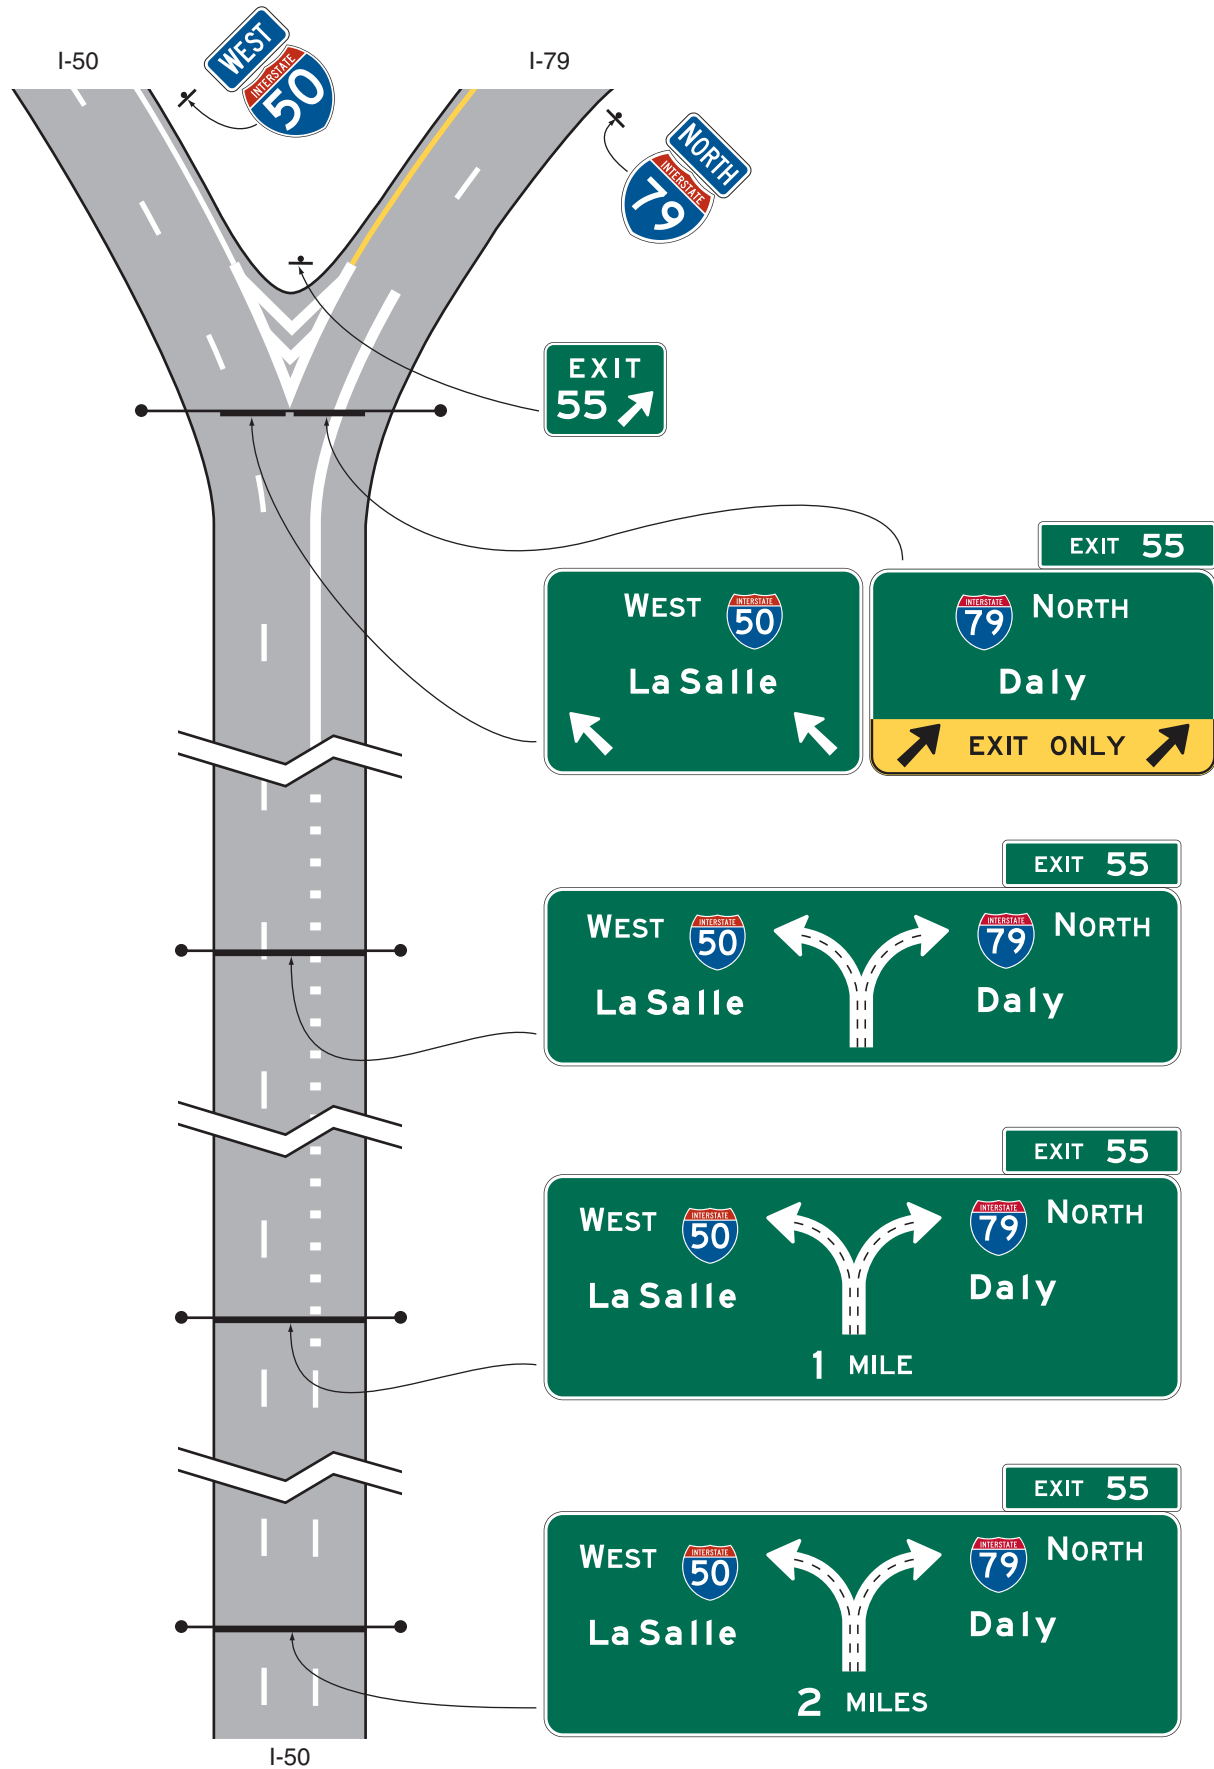 I-50
WEST
INTERSTATE
50
I-79
NORTH
INTERSTATE
79
EXIT
55
EXIT 55
WEST INTERSTATE 50
La Salle
INTERSTATE 79 NORTH
Daly
EXIT ONLY
EXIT 55
WEST INTERSTATE 50
La Salle
INTERSTATE 79 NORTH
Daly
EXIT 55
WEST INTERSTATE 50
La Salle
INTERSTATE 79 NORTH
Daly
1 MILE
EXIT 55
WEST INTERSTATE 50
La Salle
INTERSTATE 79 NORTH
Daly
2 MILES
I-50